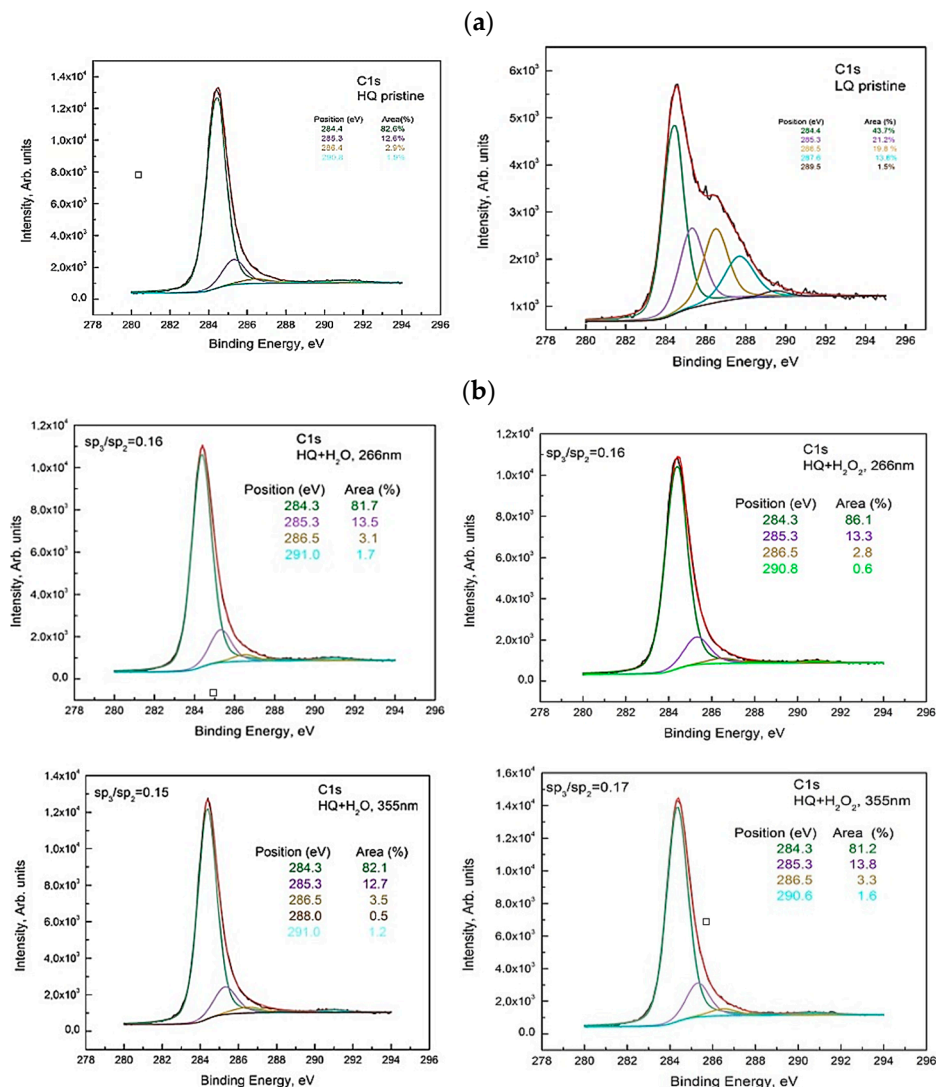 (a)
C1s
HQ pristine
Position (eV) Area(%)
284.4 82.6%
285.3 12.6%
286.4 2.9%
290.8 1.9%
Intensity, Arb. units
1,4x10⁴
1,2x10⁴
1,0x10⁴
8,0x10³
6,0x10³
4,0x10³
2,0x10³
0,0
278 280 282 284 286 288 290 292 294 296
Binding Energy, eV
C1s
LQ pristine
Position (eV) Area (%)
284.4 43.7%
285.3 21.2%
286.5 19.8 %
287.6 13.8%
289.5 1.5%
Intensity, Arb. units
6x10³
5x10³
4x10³
3x10³
2x10³
1x10³
278 280 282 284 286 288 290 292 294 296
Binding Energy, eV
(b)
sp₃/sp₂=0.16
C1s
HQ+H₂O, 266nm
Position (eV) Area (%)
284.3 81.7
285.3 13.5
286.5 3.1
291.0 1.7
Intensity, Arb. units
1,2x10⁴
1,0x10⁴
8,0x10³
6,0x10³
4,0x10³
2,0x10³
0,0
278 280 282 284 286 288 290 292 294 296
Binding Energy, eV
sp₃/sp₂=0.16
C1s
HQ+H₂O₂, 266nm
Position (eV) Area (%)
284.3 86.1
285.3 13.3
286.5 2.8
290.8 0.6
Intensity, Arb. units
1,2x10⁴
1,0x10⁴
8,0x10³
6,0x10³
4,0x10³
2,0x10³
0,0
278 280 282 284 286 288 290 292 294 296
Binding Energy, eV
sp₃/sp₂=0.15
C1s
HQ+H₂O, 355nm
Position (eV) Area (%)
284.3 82.1
285.3 12.7
286.5 3.5
288.0 0.5
291.0 1.2
Intensity, Arb. units
1,4x10⁴
1,2x10⁴
1,0x10⁴
8,0x10³
6,0x10³
4,0x10³
2,0x10³
0,0
278 280 282 284 286 288 290 292 294 296
Binding Energy, eV
sp₃/sp₂=0.17
C1s
HQ+H₂O₂, 355nm
Position (eV) Area (%)
284.3 81.2
285.3 13.8
286.5 3.3
290.6 1.6
Intensity, Arb. units
1,6x10⁴
1,4x10⁴
1,2x10⁴
1,0x10⁴
8,0x10³
6,0x10³
4,0x10³
2,0x10³
0,0
278 280 282 284 286 288 290 292 294 296
Binding Energy, eV